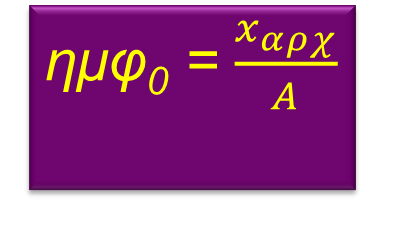 ημφ₀ = x_αρχ / A